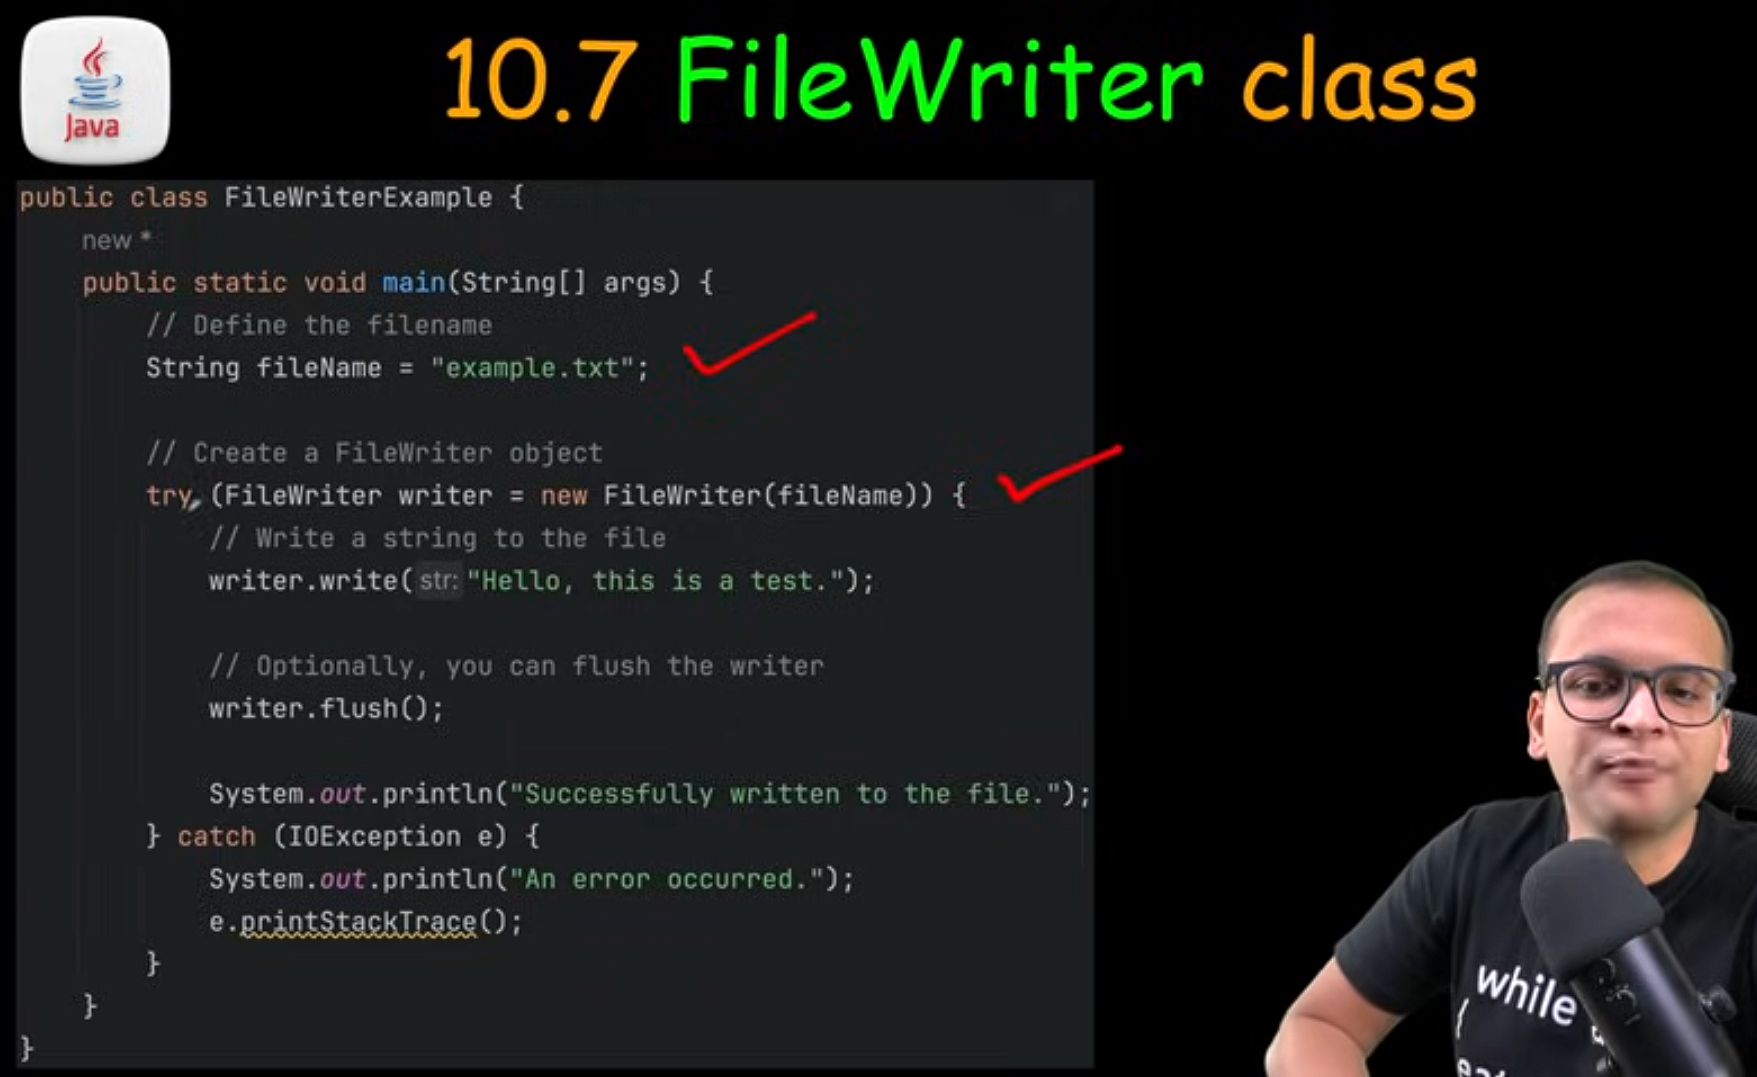 Java
10.7 FileWriter class
public class FileWriterExample {
new *
public static void main(String[] args) {
// Define the filename
String fileName = "example.txt";
// Create a FileWriter object
try (FileWriter writer = new FileWriter(fileName)) {
// Write a string to the file
writer.write( str: "Hello, this is a test.");
// Optionally, you can flush the writer
writer.flush();
System.out.println("Successfully written to the file.");
} catch (IOException e) {
System.out.println("An error occurred.");
e.printStackTrace();
}
}
}
while